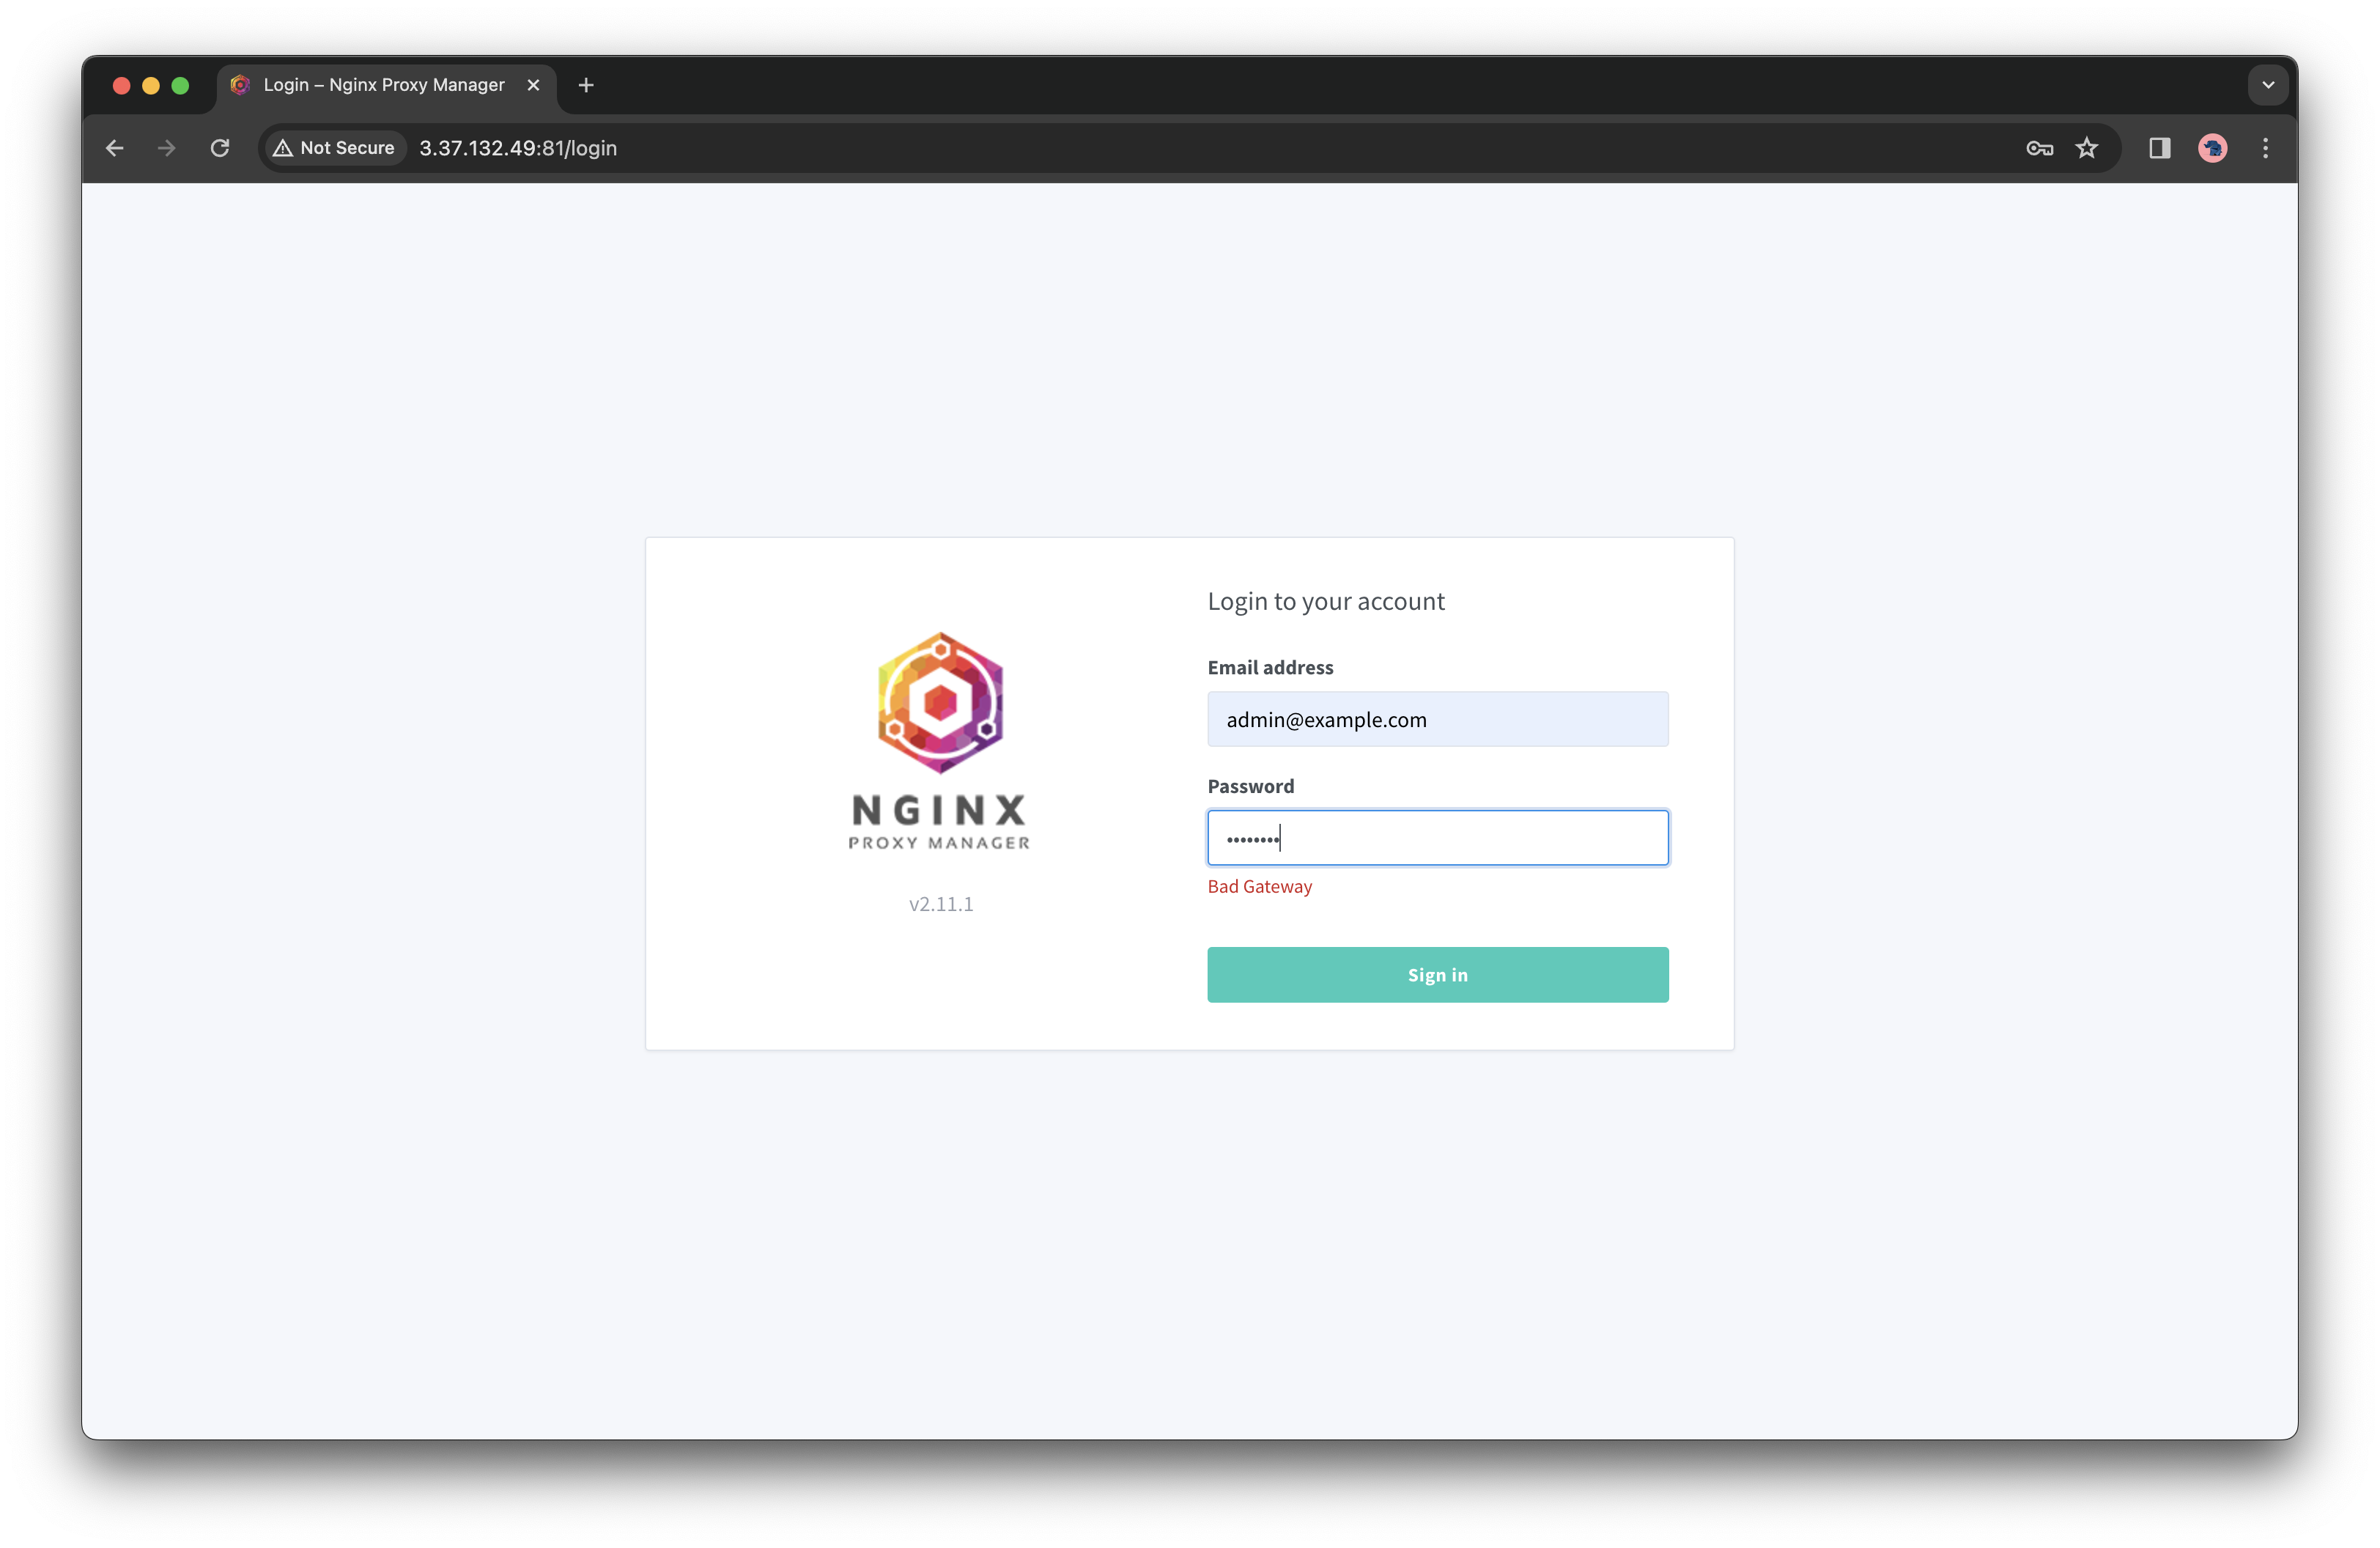 Login – Nginx Proxy Manager
Not Secure 3.37.132.49:81/login
Login to your account
Email address
admin@example.com
Password
••••••••
Bad Gateway
Sign in
NGINX
PROXY MANAGER
v2.11.1